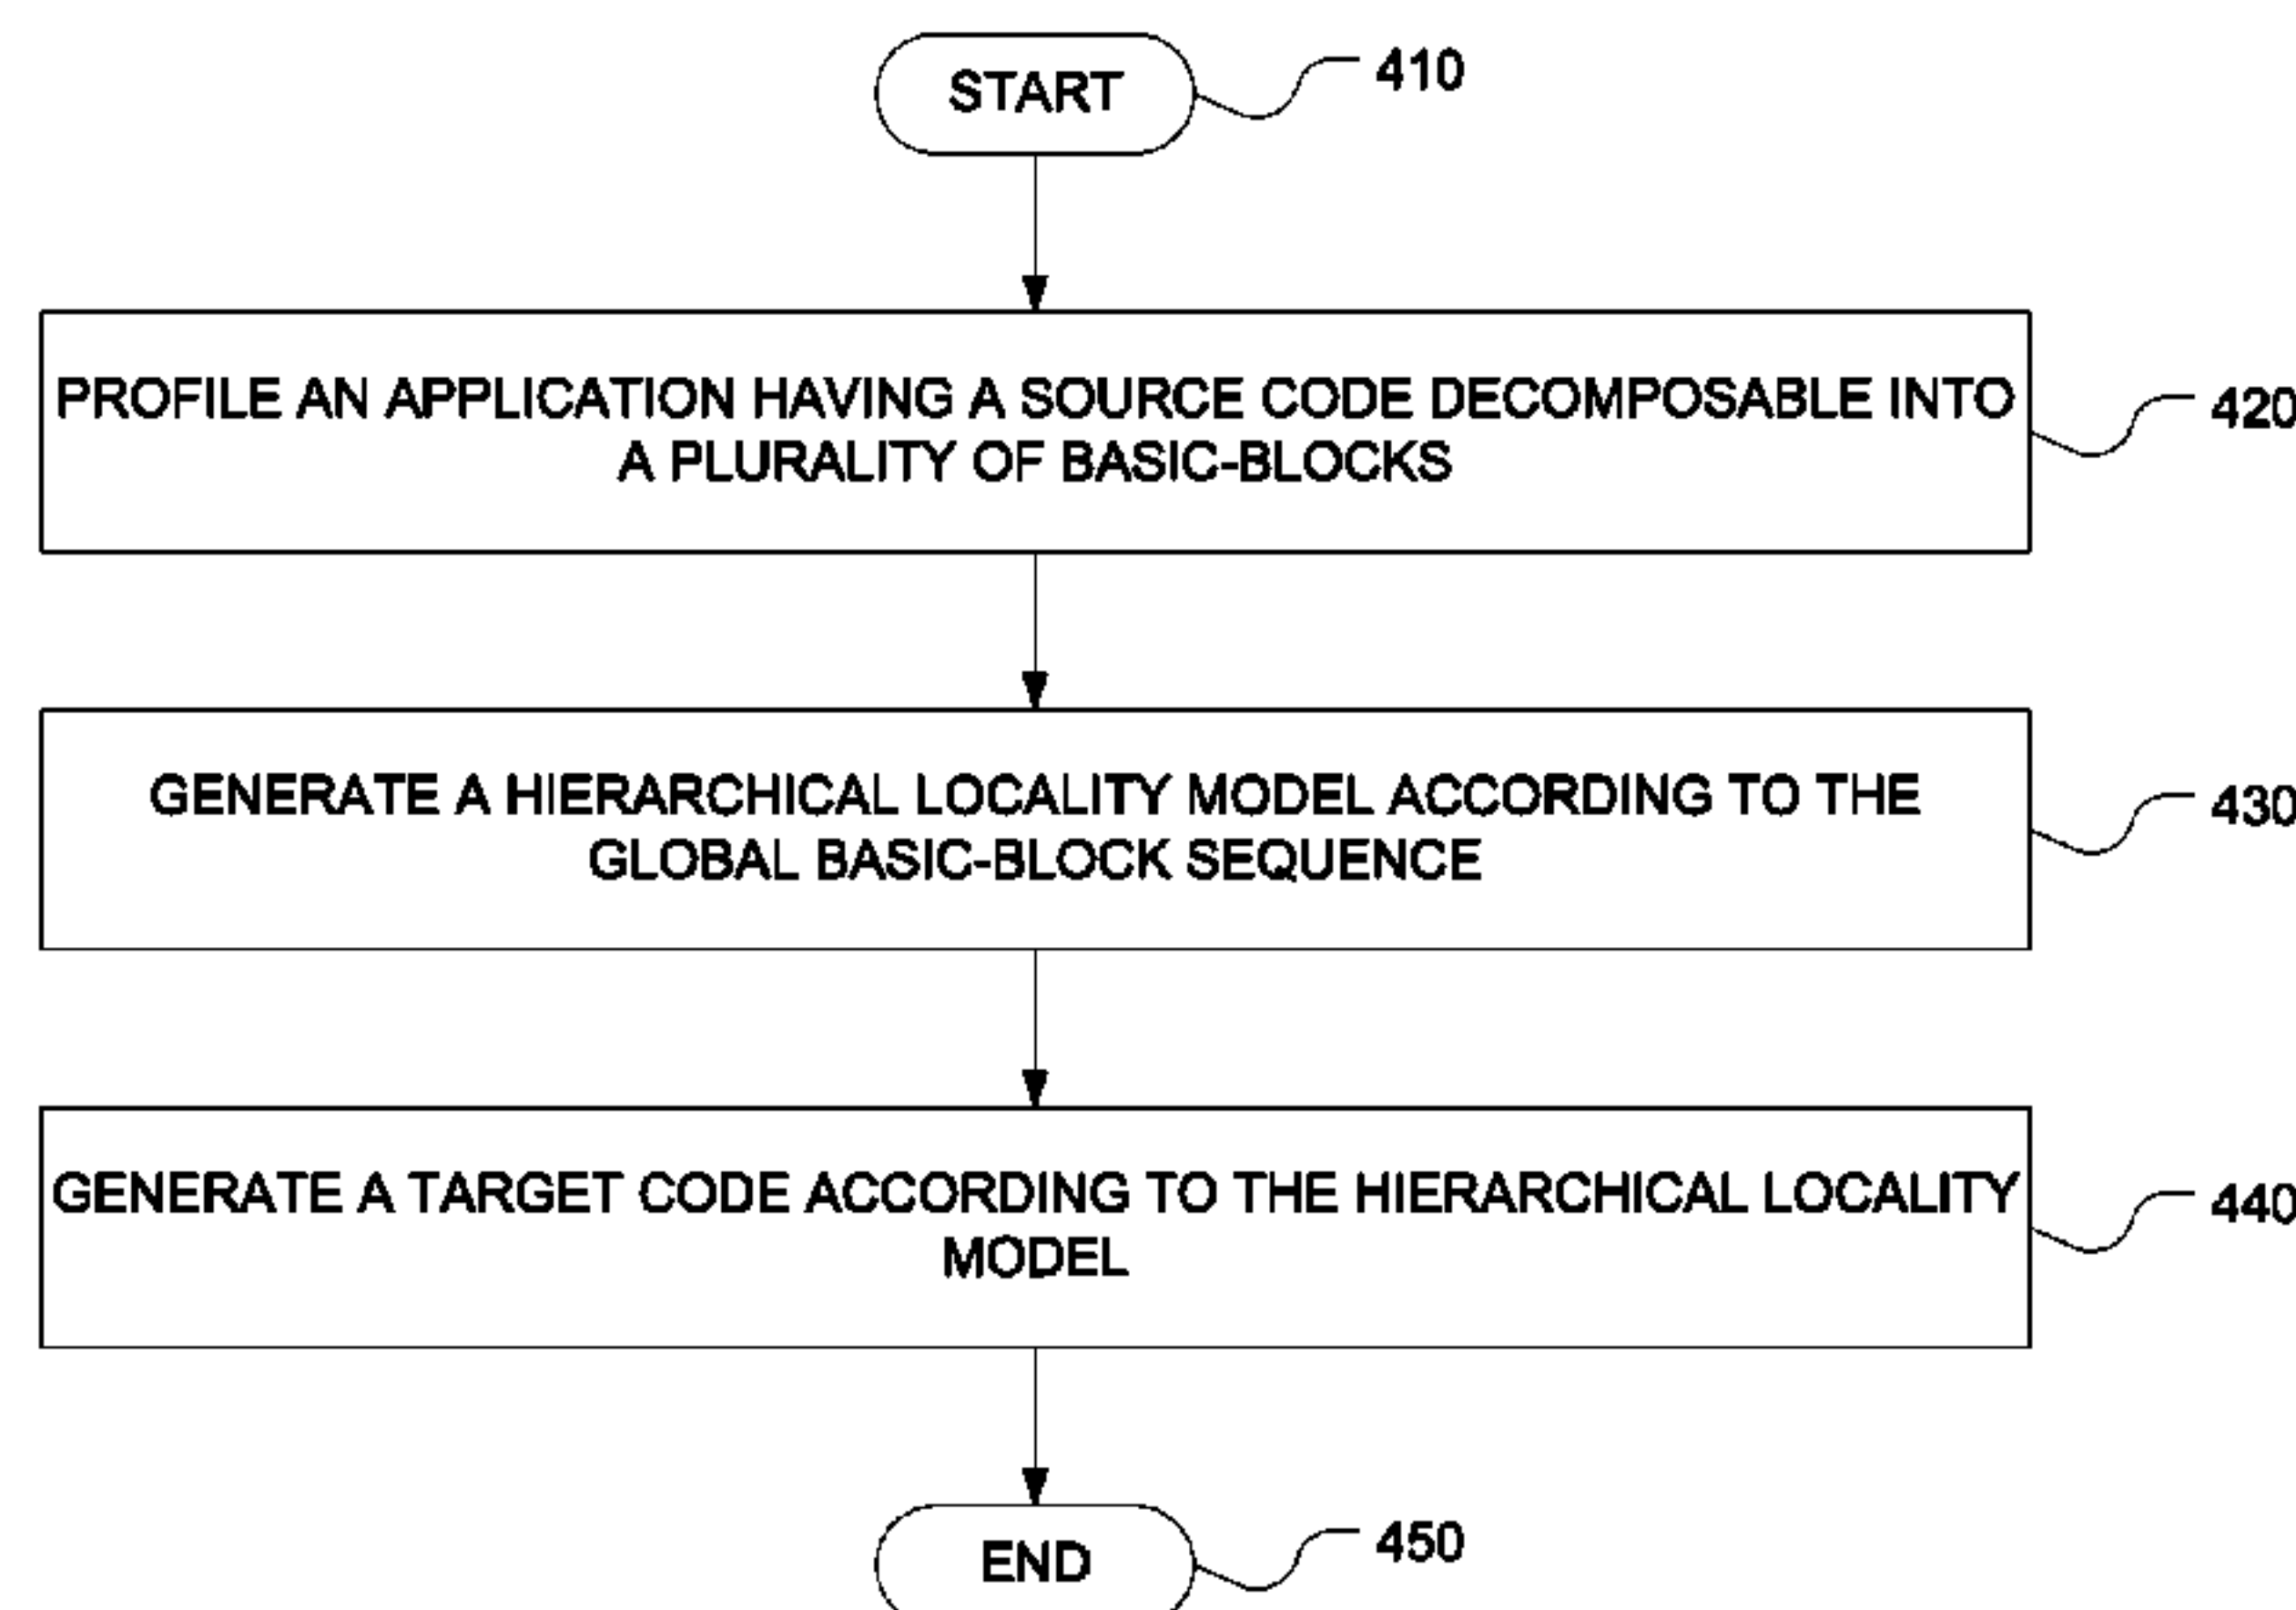 START
410
PROFILE AN APPLICATION HAVING A SOURCE CODE DECOMPOSABLE INTO
A PLURALITY OF BASIC-BLOCKS
420
GENERATE A HIERARCHICAL LOCALITY MODEL ACCORDING TO THE
GLOBAL BASIC-BLOCK SEQUENCE
430
GENERATE A TARGET CODE ACCORDING TO THE HIERARCHICAL LOCALITY
MODEL
440
END
450